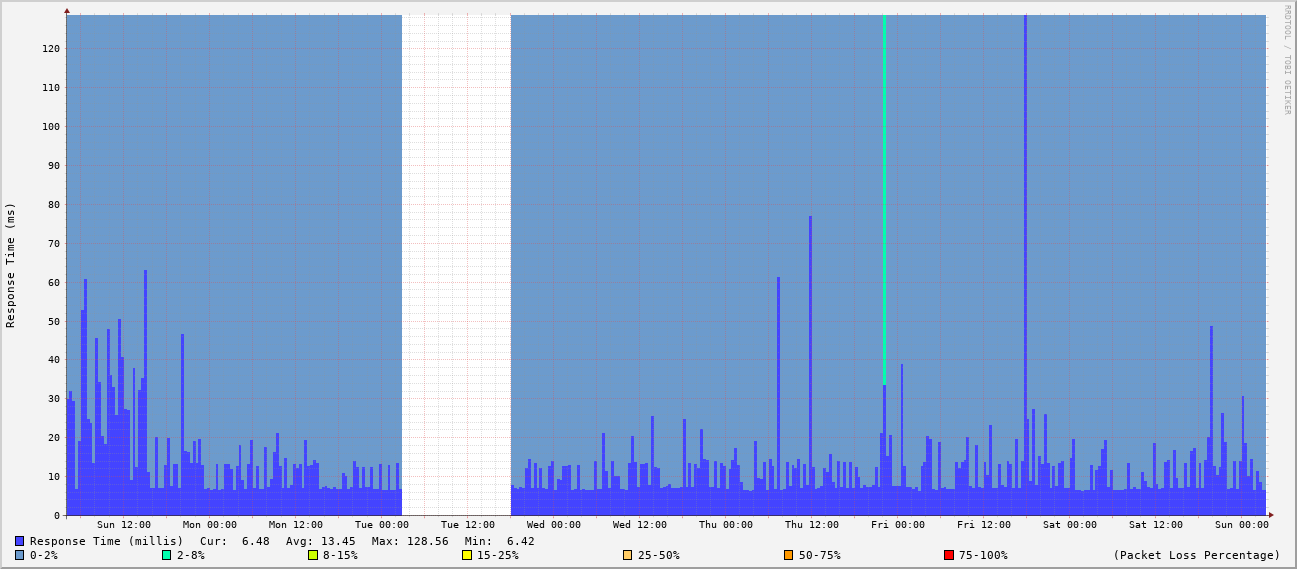 RRDTOOL / TOBI OETIKER
Response Time (ms)
120
110
100
90
80
70
60
50
40
30
20
10
0
Sun 12:00 Mon 00:00 Mon 12:00 Tue 00:00 Tue 12:00 Wed 00:00 Wed 12:00 Thu 00:00 Thu 12:00 Fri 00:00 Fri 12:00 Sat 00:00 Sat 12:00 Sun 00:00
Response Time (millis) Cur: 6.48 Avg: 13.45 Max: 128.56 Min: 6.42
0-2% 2-8% 8-15% 15-25% 25-50% 50-75% 75-100% (Packet Loss Percentage)